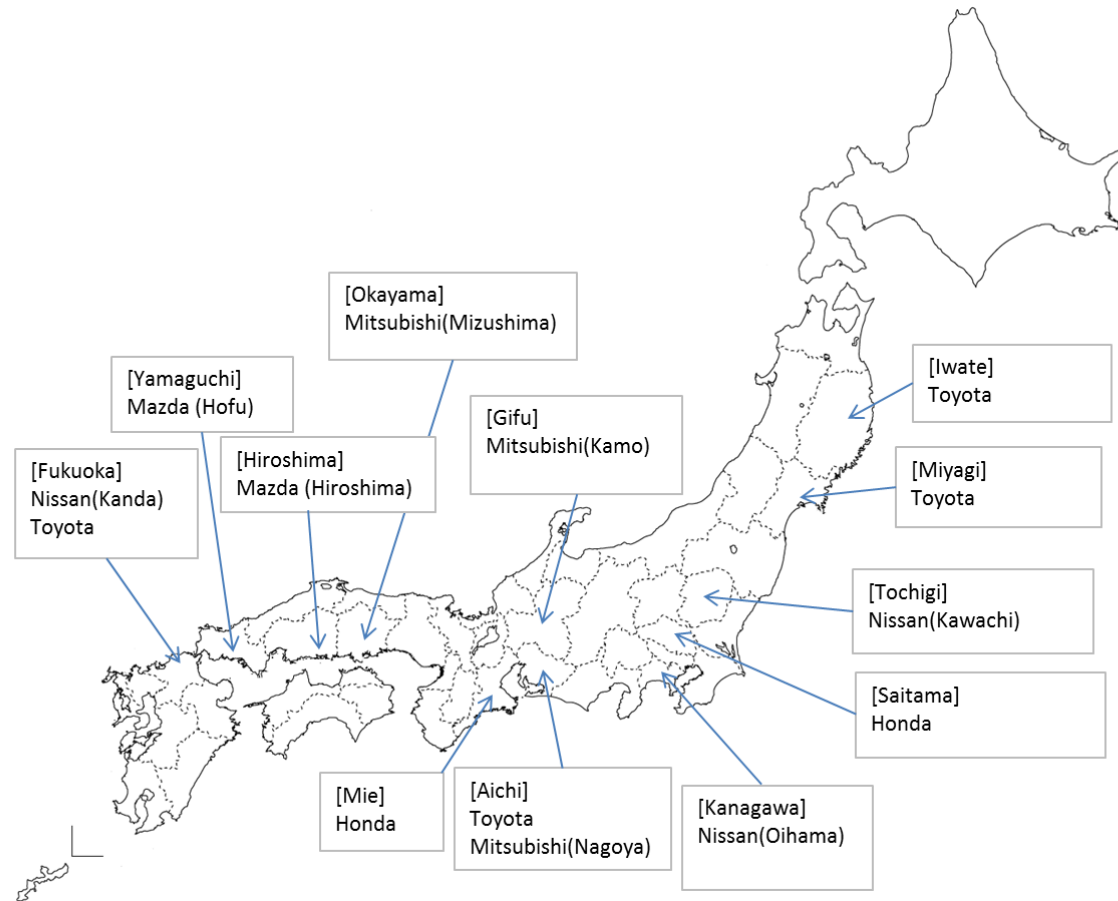 [Okayama]
Mitsubishi(Mizushima)
[Yamaguchi]
Mazda (Hofu)
[Iwate]
Toyota
[Gifu]
Mitsubishi(Kamo)
[Fukuoka]
Nissan(Kanda)
Toyota
[Hiroshima]
Mazda (Hiroshima)
[Miyagi]
Toyota
[Tochigi]
Nissan(Kawachi)
[Saitama]
Honda
[Mie]
Honda
[Aichi]
Toyota
Mitsubishi(Nagoya)
[Kanagawa]
Nissan(Oihama)